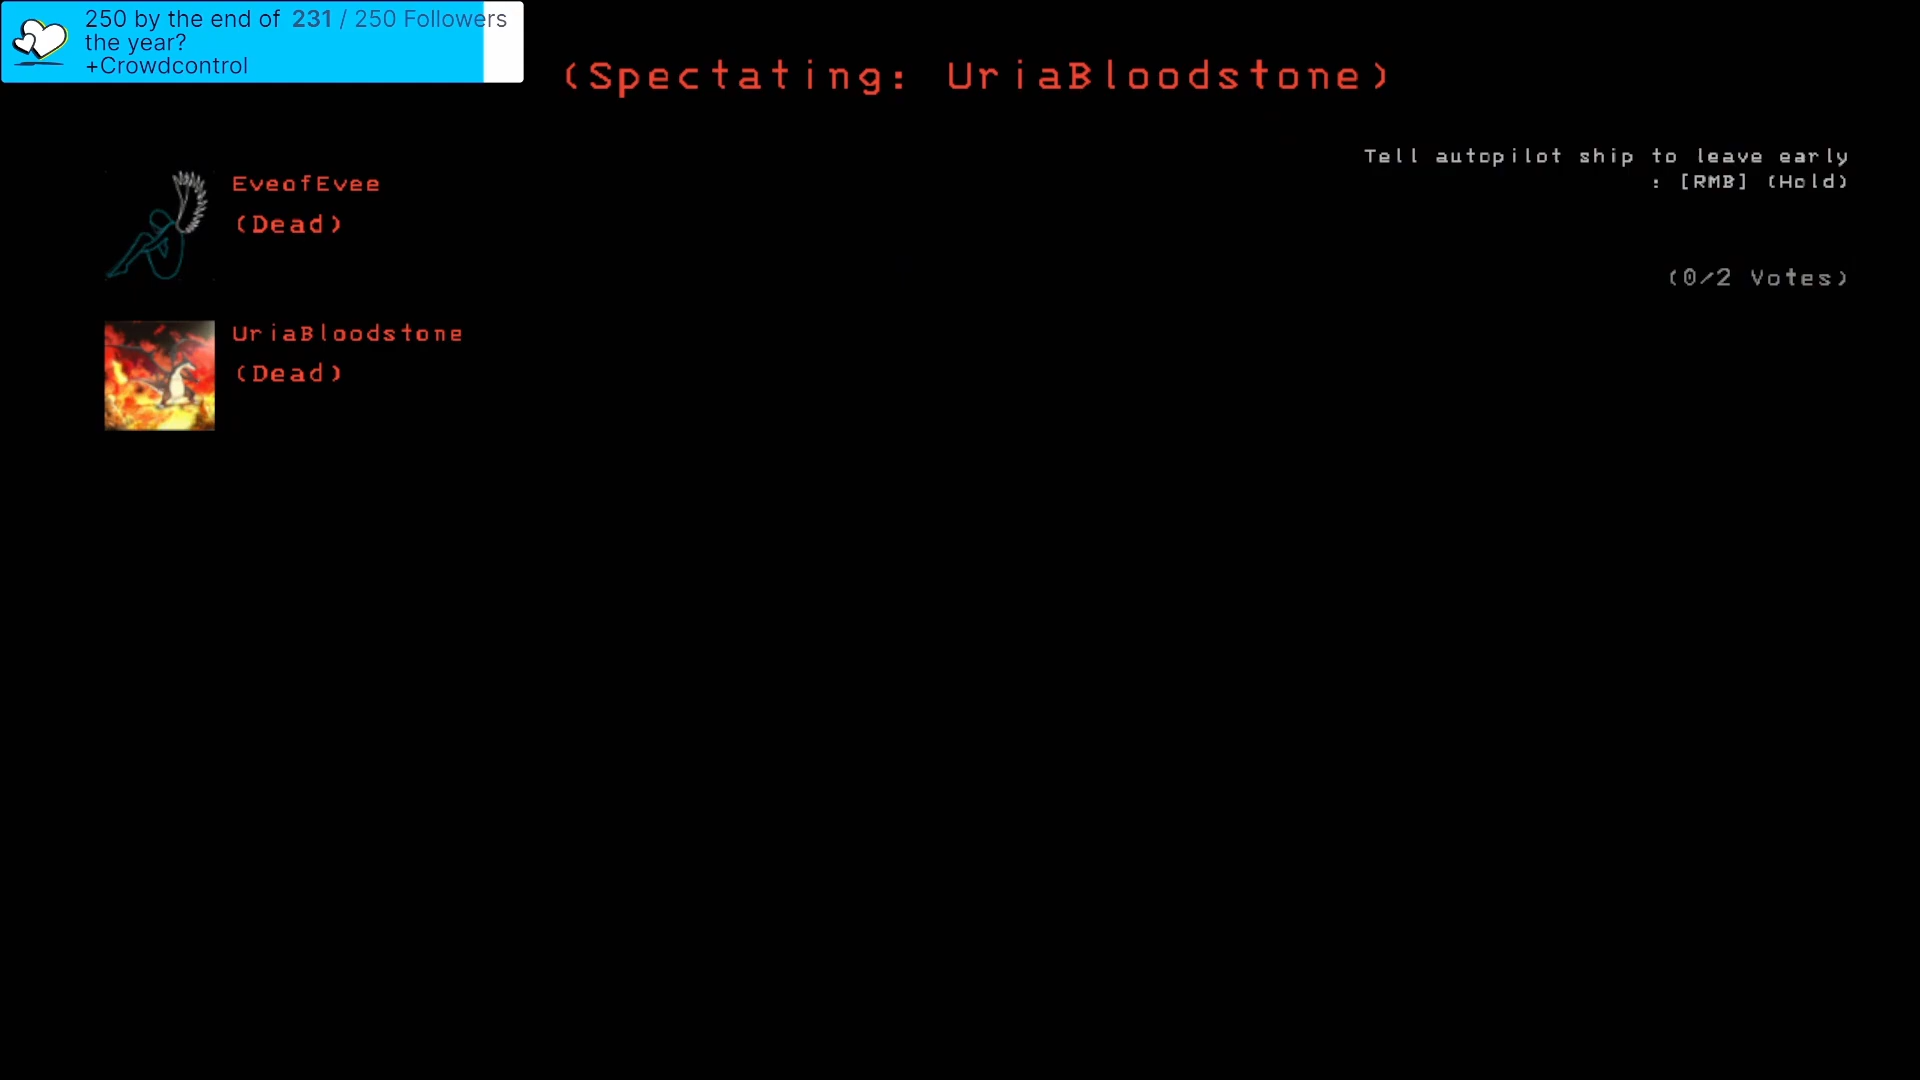 250 by the end of 231 / 250 Followers
the year?
+Crowdcontrol
(Spectating: UriaBloodstone)
Tell autopilot ship to leave early
: [RMB] (Hold)
EveofEvee
(Dead)
(0/2 Votes)
UriaBloodstone
(Dead)